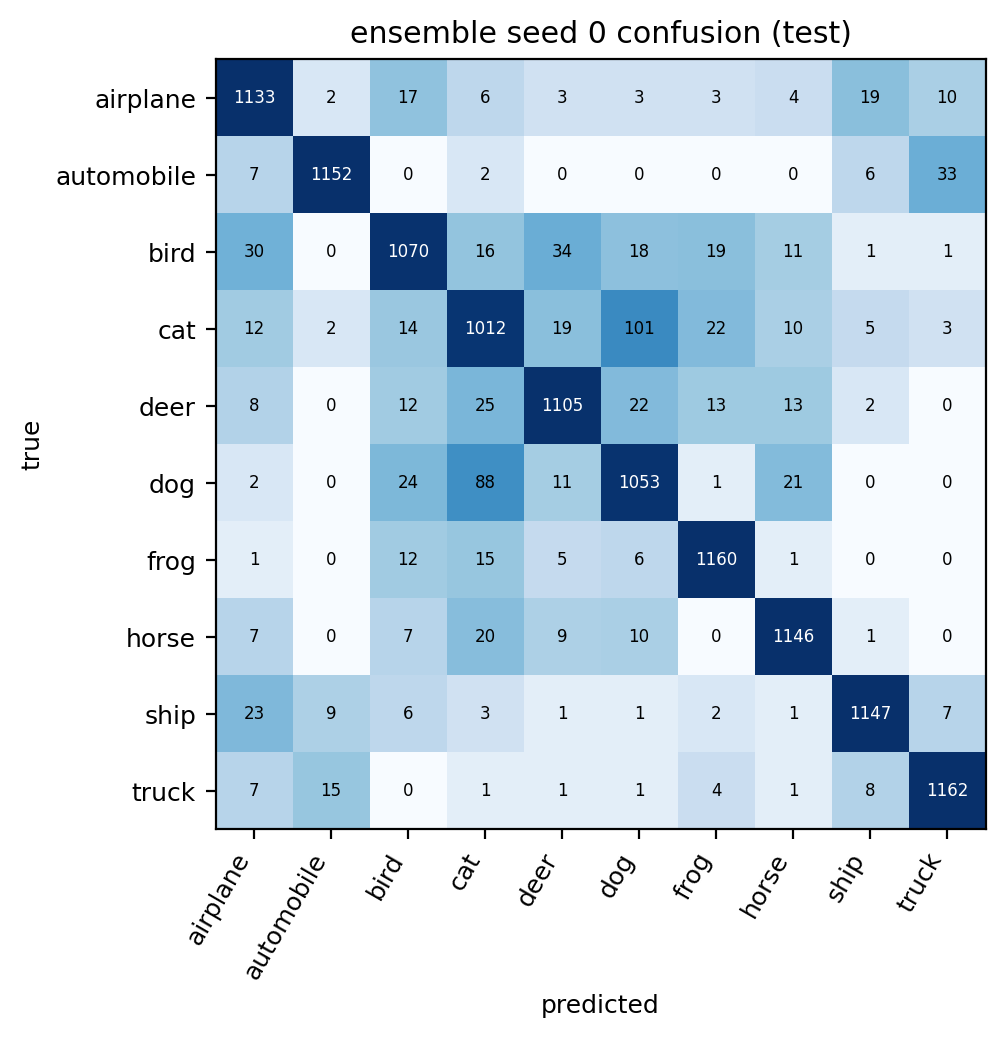 ensemble seed 0 confusion (test)
airplane 1133 2 17 6 3 3 3 4 19 10
automobile 7 1152 0 2 0 0 0 0 6 33
bird 30 0 1070 16 34 18 19 11 1 1
cat 12 2 14 1012 19 101 22 10 5 3
deer 8 0 12 25 1105 22 13 13 2 0
dog 2 0 24 88 11 1053 1 21 0 0
frog 1 0 12 15 5 6 1160 1 0 0
horse 7 0 7 20 9 10 0 1146 1 0
ship 23 9 6 3 1 1 2 1 1147 7
truck 7 15 0 1 1 1 4 1 8 1162
true
airplane automobile bird cat deer dog frog horse ship truck
predicted